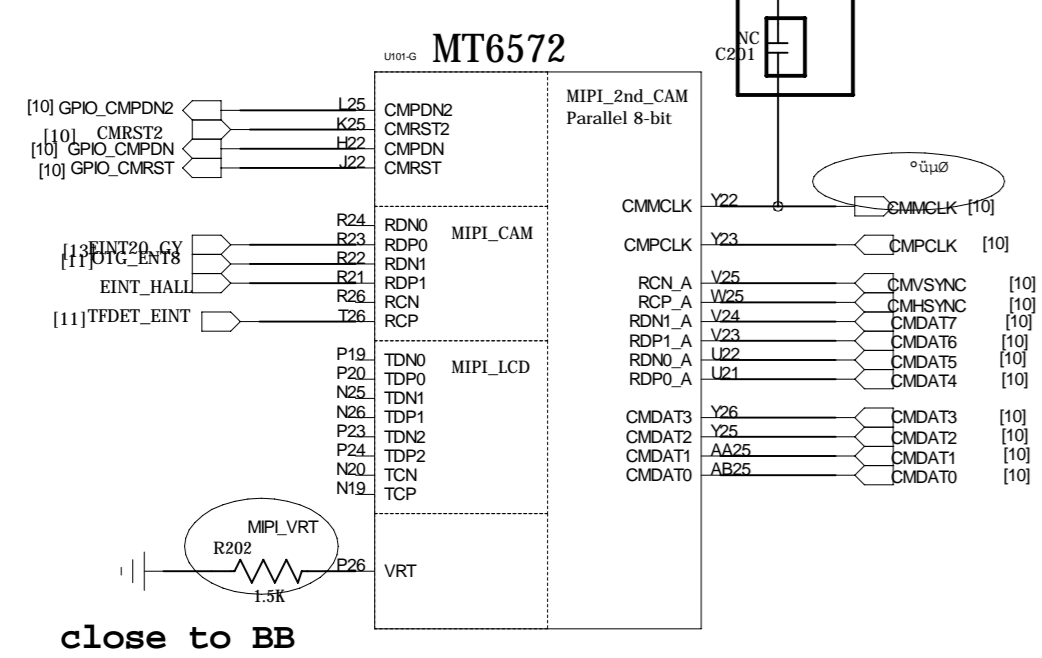 U101-G MT6572
NC
C201
[10] GPIO_CMPDN2 L25 CMPDN2
[10] CMRST2 K25 CMRST2
[10] GPIO_CMPDN H22 CMPDN
[10] GPIO_CMRST J22 CMRST
MIPI_2nd_CAM
Parallel 8-bit
°üµØ
CMMCLK Y22 CMMCLK [10]
CMPCLK Y23 CMPCLK [10]
RCN_A V25 CMVSYNC [10]
RCP_A W25 CMHSYNC [10]
RDN1_A V24 CMDAT7 [10]
RDP1_A V23 CMDAT6 [10]
RDN0_A U22 CMDAT5 [10]
RDP0_A U21 CMDAT4 [10]
CMDAT3 Y26 CMDAT3 [10]
CMDAT2 Y25 CMDAT2 [10]
CMDAT1 AA25 CMDAT1 [10]
CMDAT0 AB25 CMDAT0 [10]
MIPI_CAM
R24 RDN0
[13] EINT20_GY R23 RDP0
[11] OTG_ENT8 R22 RDN1
EINT_HALL R21 RDP1
R26 RCN
[11] TFDET_EINT T26 RCP
MIPI_LCD
P19 TDN0
P20 TDP0
N25 TDN1
N26 TDP1
P23 TDN2
P24 TDP2
N20 TCN
N19 TCP
MIPI_VRT
R202
1.5K
P26 VRT
close to BB